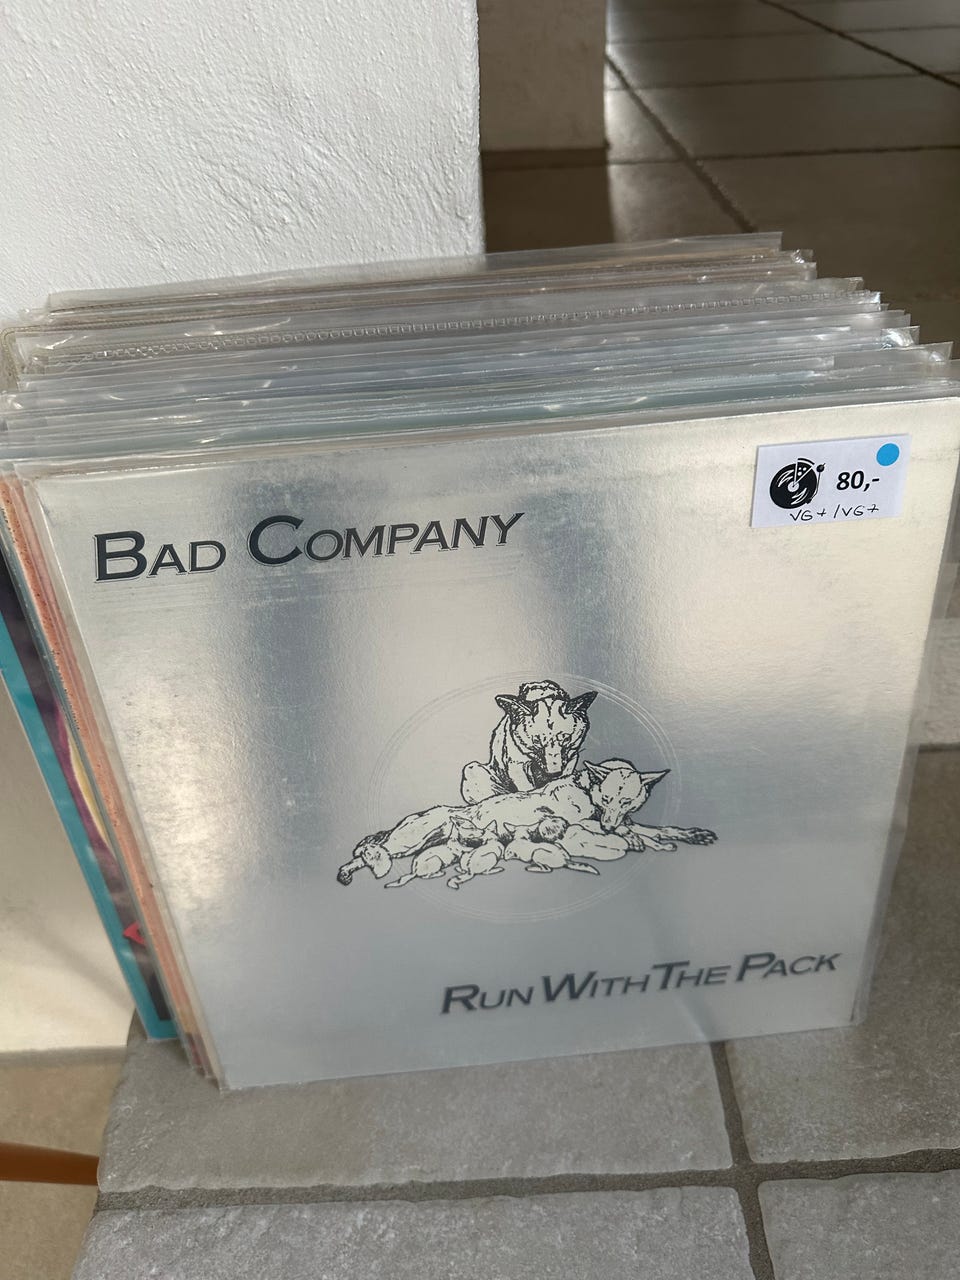 BAD COMPANY
80,-
VG+/VG+
RUN WITH THE PACK